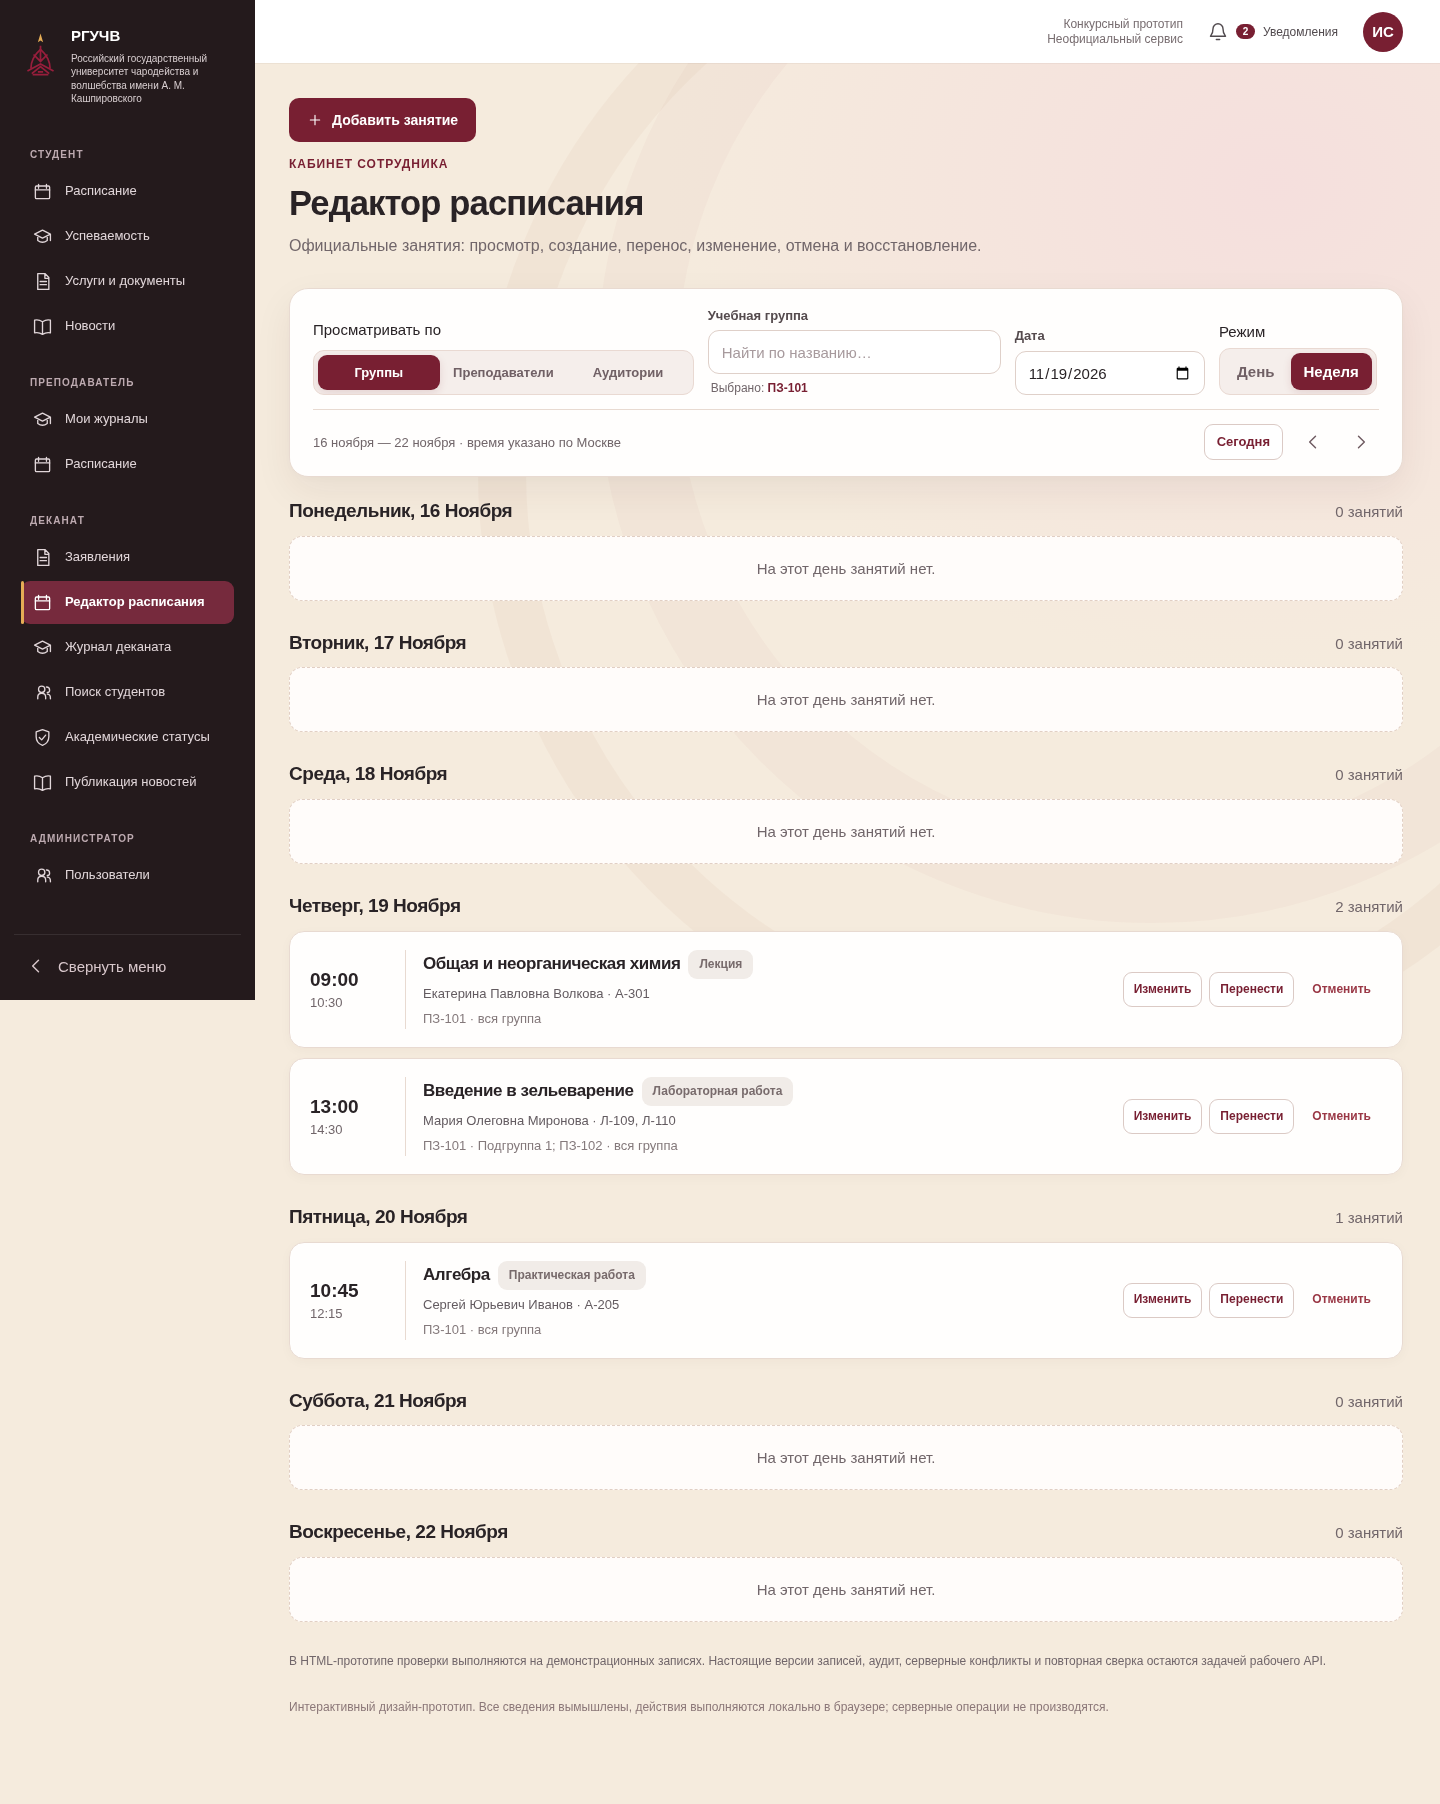 РГУЧВ
Российский государственный
университет чародейства и
волшебства имени А. М.
Кашпировского
СТУДЕНТ
Расписание
Успеваемость
Услуги и документы
Новости
ПРЕПОДАВАТЕЛЬ
Мои журналы
Расписание
ДЕКАНАТ
Заявления
Редактор расписания
Журнал деканата
Поиск студентов
Академические статусы
Публикация новостей
АДМИНИСТРАТОР
Пользователи
Свернуть меню
Конкурсный прототип
Неофициальный сервис
2 Уведомления
ИС
Добавить занятие
КАБИНЕТ СОТРУДНИКА
Редактор расписания
Официальные занятия: просмотр, создание, перенос, изменение, отмена и восстановление.
Просматривать по
Группы Преподаватели Аудитории
Учебная группа
Найти по названию…
Выбрано: ПЗ-101
Дата
11/19/2026
Режим
День Неделя
16 ноября — 22 ноября · время указано по Москве
Сегодня
Понедельник, 16 Ноября 0 занятий
На этот день занятий нет.
Вторник, 17 Ноября 0 занятий
На этот день занятий нет.
Среда, 18 Ноября 0 занятий
На этот день занятий нет.
Четверг, 19 Ноября 2 занятий
09:00
10:30
Общая и неорганическая химия Лекция
Екатерина Павловна Волкова · А-301
ПЗ-101 · вся группа
Изменить Перенести Отменить
13:00
14:30
Введение в зельеварение Лабораторная работа
Мария Олеговна Миронова · Л-109, Л-110
ПЗ-101 · Подгруппа 1; ПЗ-102 · вся группа
Изменить Перенести Отменить
Пятница, 20 Ноября 1 занятий
10:45
12:15
Алгебра Практическая работа
Сергей Юрьевич Иванов · А-205
ПЗ-101 · вся группа
Изменить Перенести Отменить
Суббота, 21 Ноября 0 занятий
На этот день занятий нет.
Воскресенье, 22 Ноября 0 занятий
На этот день занятий нет.
В HTML-прототипе проверки выполняются на демонстрационных записях. Настоящие версии записей, аудит, серверные конфликты и повторная сверка остаются задачей рабочего API.
Интерактивный дизайн-прототип. Все сведения вымышлены, действия выполняются локально в браузере; серверные операции не производятся.